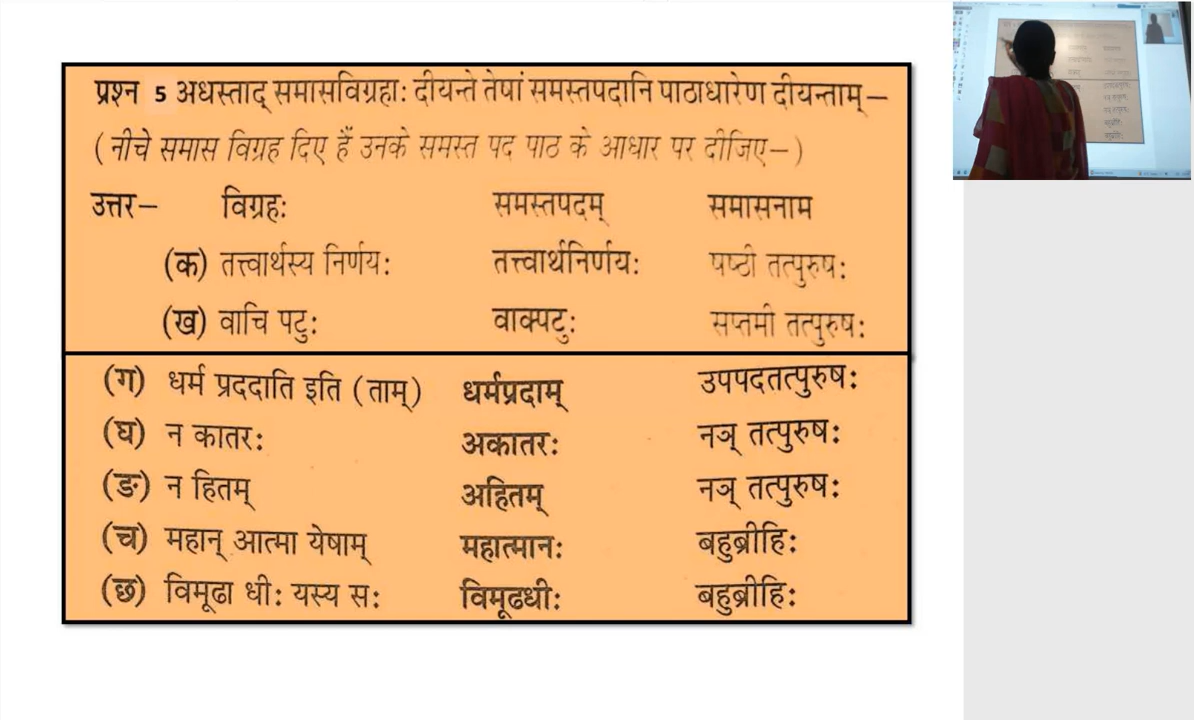 प्रश्न 5 अधस्ताद् समासविग्रहाः दीयन्ते तेषां समस्तपदानि पाठाधारेण दीयन्ताम्–
(नीचे समास विग्रह दिए हैं उनके समस्त पद पाठ के आधार पर दीजिए–)
उत्तर– विग्रहः समस्तपदम् समासनाम
(क) तत्त्वार्थस्य निर्णयः तत्त्वार्थनिर्णयः षष्ठी तत्पुरुषः
(ख) वाचि पटुः वाक्पटुः सप्तमी तत्पुरुषः
(ग) धर्म प्रददाति इति (ताम्) धर्मप्रदाम् उपपदतत्पुरुषः
(घ) न कातरः अकातरः नञ् तत्पुरुषः
(ङ) न हितम् अहितम् नञ् तत्पुरुषः
(च) महान् आत्मा येषाम् महात्मानः बहुब्रीहिः
(छ) विमूढा धीः यस्य सः विमूढधीः बहुब्रीहिः